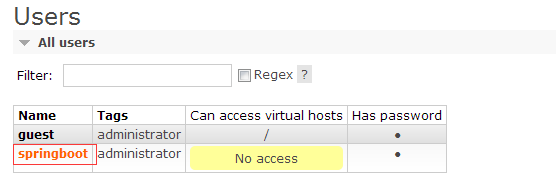 Users
All users
Filter: Regex ?
Name Tags Can access virtual hosts Has password
guest administrator / ●
springboot administrator No access ●